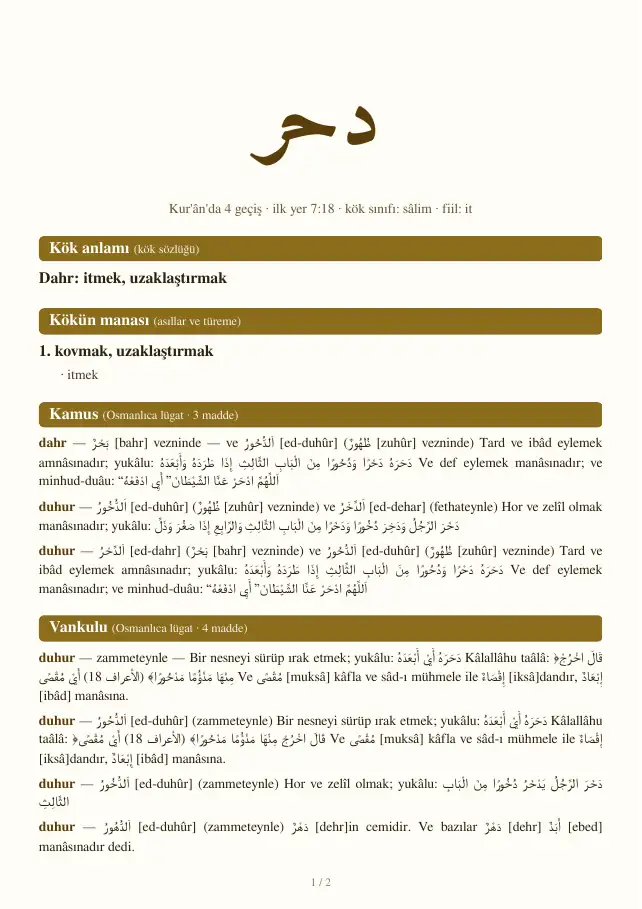 دحر
Kur'ân'da 4 geçiş · ilk yer 7:18 · kök sınıfı: sâlim · fiil: it
Kök anlamı (kök sözlüğü)
Dahr: itmek, uzaklaştırmak
Kökün manası (asıllar ve türeme)
1. kovmak, uzaklaştırmak
· itmek
Kamus (Osmanlıca lügat · 3 madde)
dahr — بَحْرٌ [bahr] vezninde — ve اَلدُّحُورُ [ed-duhûr] (ظُهُورٌ [zuhûr] vezninde) Tard ve ibâd eylemek
amnâsınadır; yukâlu: دَحَرَهُ دَحْرًا وَدُحُورًا مِنَ الْبَابِ الثَّالِثِ إِذَا طَرَدَهُ وَأَبْعَدَهُ Ve def eylemek manâsınadır; ve
minhud-duâu: “اَللَّهُمَّ ادْحَرْ عَنَّا الشَّيْطَانَ” أَيِ ادْفَعْهُ
duhur — اَلدُّخُورُ [ed-duhûr] (ظُهُورٌ [zuhûr] vezninde) ve اَلدَّخَرُ [ed-dehar] (fethateynle) Hor ve zelîl olmak
manâsınadır; yukâlu: دَخَرَ الرَّجُلُ وَدَخِرَ دُخُورًا وَدَخَرًا مِنَ الْبَابِ الثَّالِثِ وَالرَّابِعِ إِذَا صَغُرَ وَذَلَّ
duhur — اَلدَّحْرُ [ed-dahr] (بَحْرٌ [bahr] vezninde) ve اَلدُّحُورُ [ed-duhûr] (ظُهُورٌ [zuhûr] vezninde) Tard ve
ibâd eylemek amnâsınadır; yukâlu: دَحَرَهُ دَحْرًا وَدُحُورًا مِنَ الْبَابِ الثَّالِثِ إِذَا طَرَدَهُ وَأَبْعَدَهُ Ve def eylemek
manâsınadır; ve minhud-duâu: “اَللَّهُمَّ ادْحَرْ عَنَّا الشَّيْطَانَ” أَيِ ادْفَعْهُ
Vankulu (Osmanlıca lügat · 4 madde)
duhur — zammeteynle — Bir nesneyi sürüp ırak etmek; yukâlu: دَحَرَهُ أَيْ أَبْعَدَهُ Kâlallâhu taâlâ: ﴿قَالَ اخْرُجْ
مِنْهَا مَذْؤُمًا مَدْحُورًا﴾ (الأعراف 18) أَيْ مُقْصًى Ve مُقْصًى [muksâ] kâfla ve sâd-ı mühmele ile إِقْصَاءٌ [iksâ]dandır, إِبْعَادٌ
[ibâd] manâsına.
duhur — اَلدُّحُورُ [ed-duhûr] (zammeteynle) Bir nesneyi sürüp ırak etmek; yukâlu: دَحَرَهُ أَيْ أَبْعَدَهُ Kâlallâhu
taâlâ: ﴿قَالَ اخْرُجْ مِنْهَا مَذْؤُمًا مَدْحُورًا﴾ (الأعراف 18) أَيْ مُقْصًى Ve مُقْصًى [muksâ] kâfla ve sâd-ı mühmele ile إِقْصَاءٌ
[iksâ]dandır, إِبْعَادٌ [ibâd] manâsına.
duhur — اَلدُّخُورُ [ed-duhûr] (zammeteynle) Hor ve zelîl olmak; yukâlu: دَخَرَ الرَّجُلُ يَدْخَرُ دُخُورًا مِنَ الْبَابِ
الثَّالِثِ
duhur — اَلدُّهُورُ [ed-duhûr] (zammeteynle) دَهْرٌ [dehr]in cemidir. Ve bazılar دَهْرٌ [dehr] أَبَدٌ [ebed]
manâsınadır dedi.
1 / 2